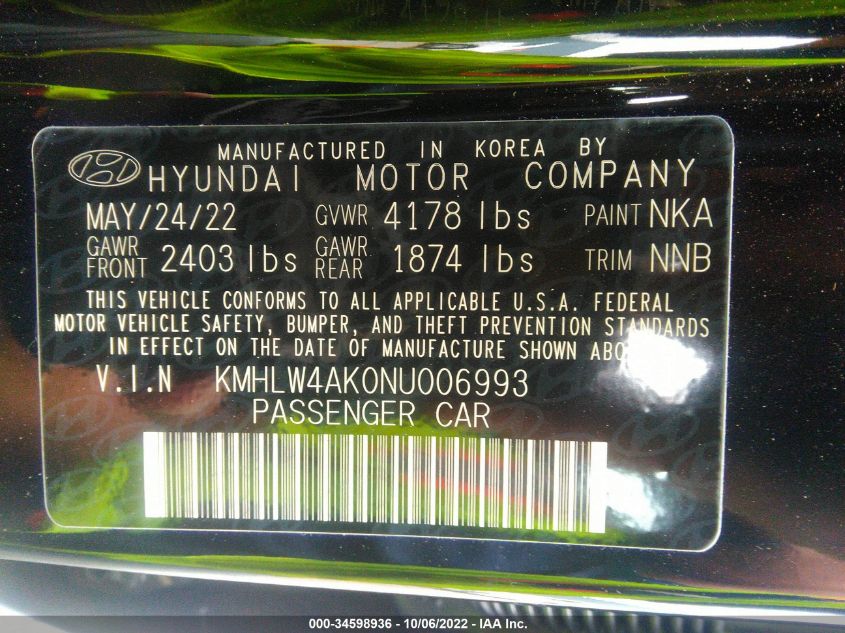 MANUFACTURED IN KOREA BY
HYUNDAI MOTOR COMPANY
MAY/24/22 GVWR 4178 lbs PAINT NKA
GAWR FRONT 2403 lbs GAWR REAR 1874 lbs TRIM NNB
THIS VEHICLE CONFORMS TO ALL APPLICABLE U.S.A. FEDERAL
MOTOR VEHICLE SAFETY, BUMPER, AND THEFT PREVENTION STANDARDS
IN EFFECT ON THE DATE OF MANUFACTURE SHOWN
V.I.N KMHLW4AK0NU006993
PASSENGER CAR
000-34598936 - 10/06/2022 - IAA Inc.